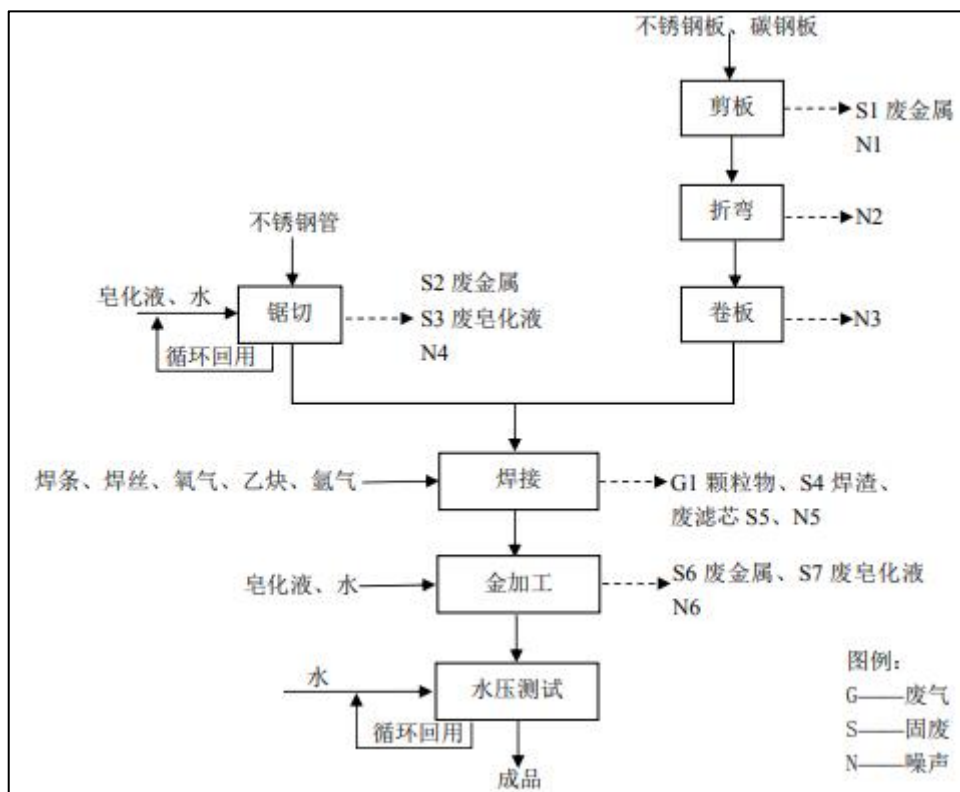 不锈钢板、碳钢板
剪板
S1 废金属
N1
折弯
N2
不锈钢管
皂化液、水
锯切
S2 废金属
S3 废皂化液
N4
卷板
N3
循环回用
焊条、焊丝、氧气、乙炔、氩气
焊接
G1 颗粒物、S4 焊渣、
废滤芯 S5、N5
皂化液、水
金加工
S6 废金属、S7 废皂化液
N6
水
水压测试
循环回用
成品
图例：
G——废气
S——固废
N——噪声